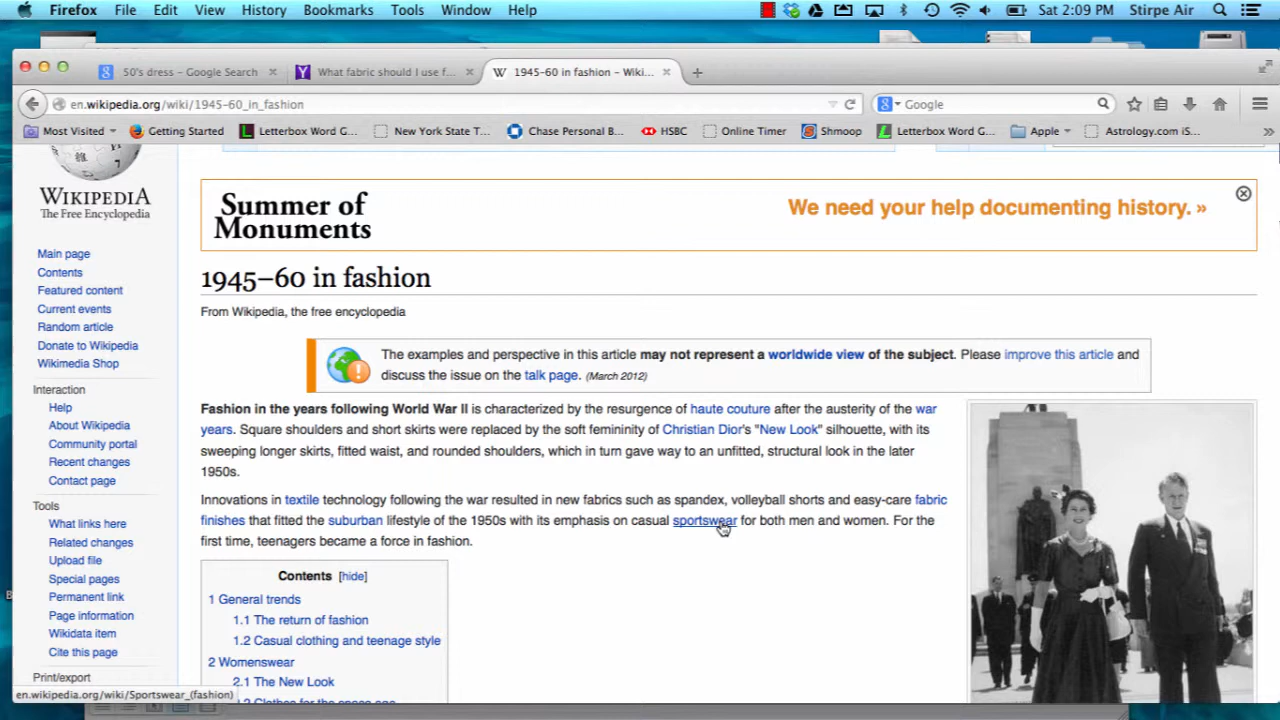 Firefox File Edit View History Bookmarks Tools Window Help Sat 2:09 PM Stirpe Air
50's dress - Google Search × What fabric should I use f... × W 1945-60 in fashion - Wiki... × +
en.wikipedia.org/wiki/1945-60_in_fashion Google
Most Visited Getting Started Letterbox Word G... New York State T... Chase Personal B... HSBC Online Timer Shmoop Letterbox Word G... Apple Astrology.com iS... »
WIKIPEDIA
The Free Encyclopedia
Main page
Contents
Featured content
Current events
Random article
Donate to Wikipedia
Wikimedia Shop
Interaction
Help
About Wikipedia
Community portal
Recent changes
Contact page
Tools
What links here
Related changes
Upload file
Special pages
Permanent link
Page information
Wikidata item
Cite this page
Print/export
en.wikipedia.org/wiki/Sportswear_(fashion)
Summer of
Monuments
We need your help documenting history. »
1945–60 in fashion
From Wikipedia, the free encyclopedia
The examples and perspective in this article may not represent a worldwide view of the subject. Please improve this article and
discuss the issue on the talk page. (March 2012)
Fashion in the years following World War II is characterized by the resurgence of haute couture after the austerity of the war
years. Square shoulders and short skirts were replaced by the soft femininity of Christian Dior's "New Look" silhouette, with its
sweeping longer skirts, fitted waist, and rounded shoulders, which in turn gave way to an unfitted, structural look in the later
1950s.
Innovations in textile technology following the war resulted in new fabrics such as spandex, volleyball shorts and easy-care fabric
finishes that fitted the suburban lifestyle of the 1950s with its emphasis on casual sportswear for both men and women. For the
first time, teenagers became a force in fashion.
Contents [hide]
1 General trends
1.1 The return of fashion
1.2 Casual clothing and teenage style
2 Womenswear
2.1 The New Look